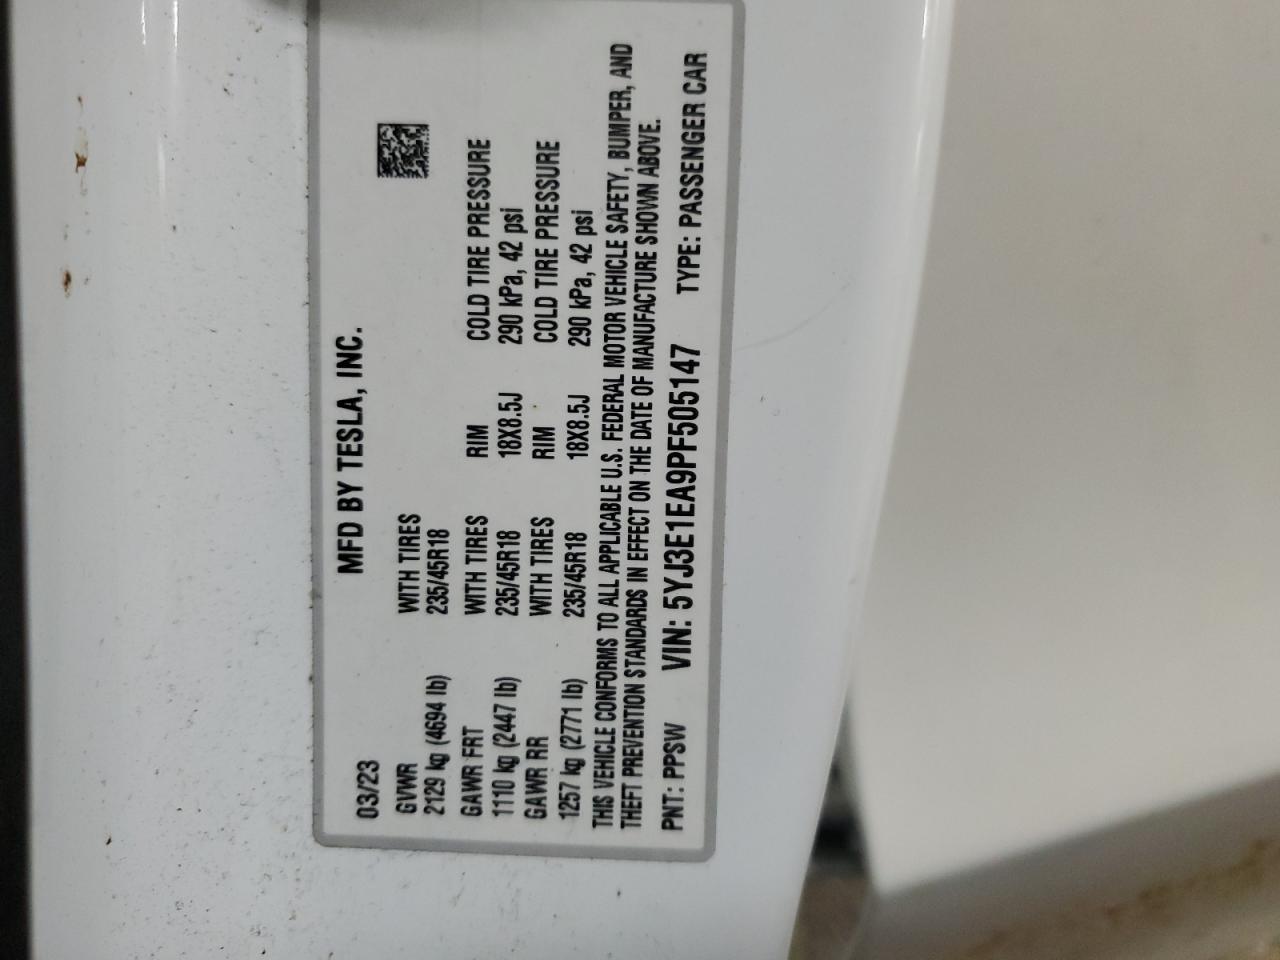 MFD BY TESLA, INC.
03/23
GVWR WITH TIRES
2129 kg (4694 lb) 235/45R18
GAWR FRT WITH TIRES RIM COLD TIRE PRESSURE
1110 kg (2447 lb) 235/45R18 18X8.5J 290 kPa, 42 psi
GAWR RR WITH TIRES RIM COLD TIRE PRESSURE
1257 kg (2771 lb) 235/45R18 18X8.5J 290 kPa, 42 psi
THIS VEHICLE CONFORMS TO ALL APPLICABLE U.S. FEDERAL MOTOR VEHICLE SAFETY, BUMPER, AND
THEFT PREVENTION STANDARDS IN EFFECT ON THE DATE OF MANUFACTURE SHOWN ABOVE.
PNT: PPSW VIN: 5YJ3E1EA9PF505147 TYPE: PASSENGER CAR